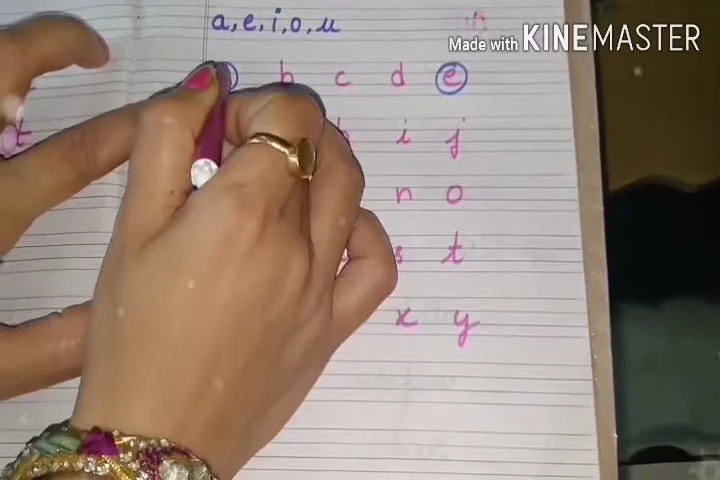 a, e, i, o, u
Made with KINEMASTER
b c d e
i j
n o
s t
x y
t